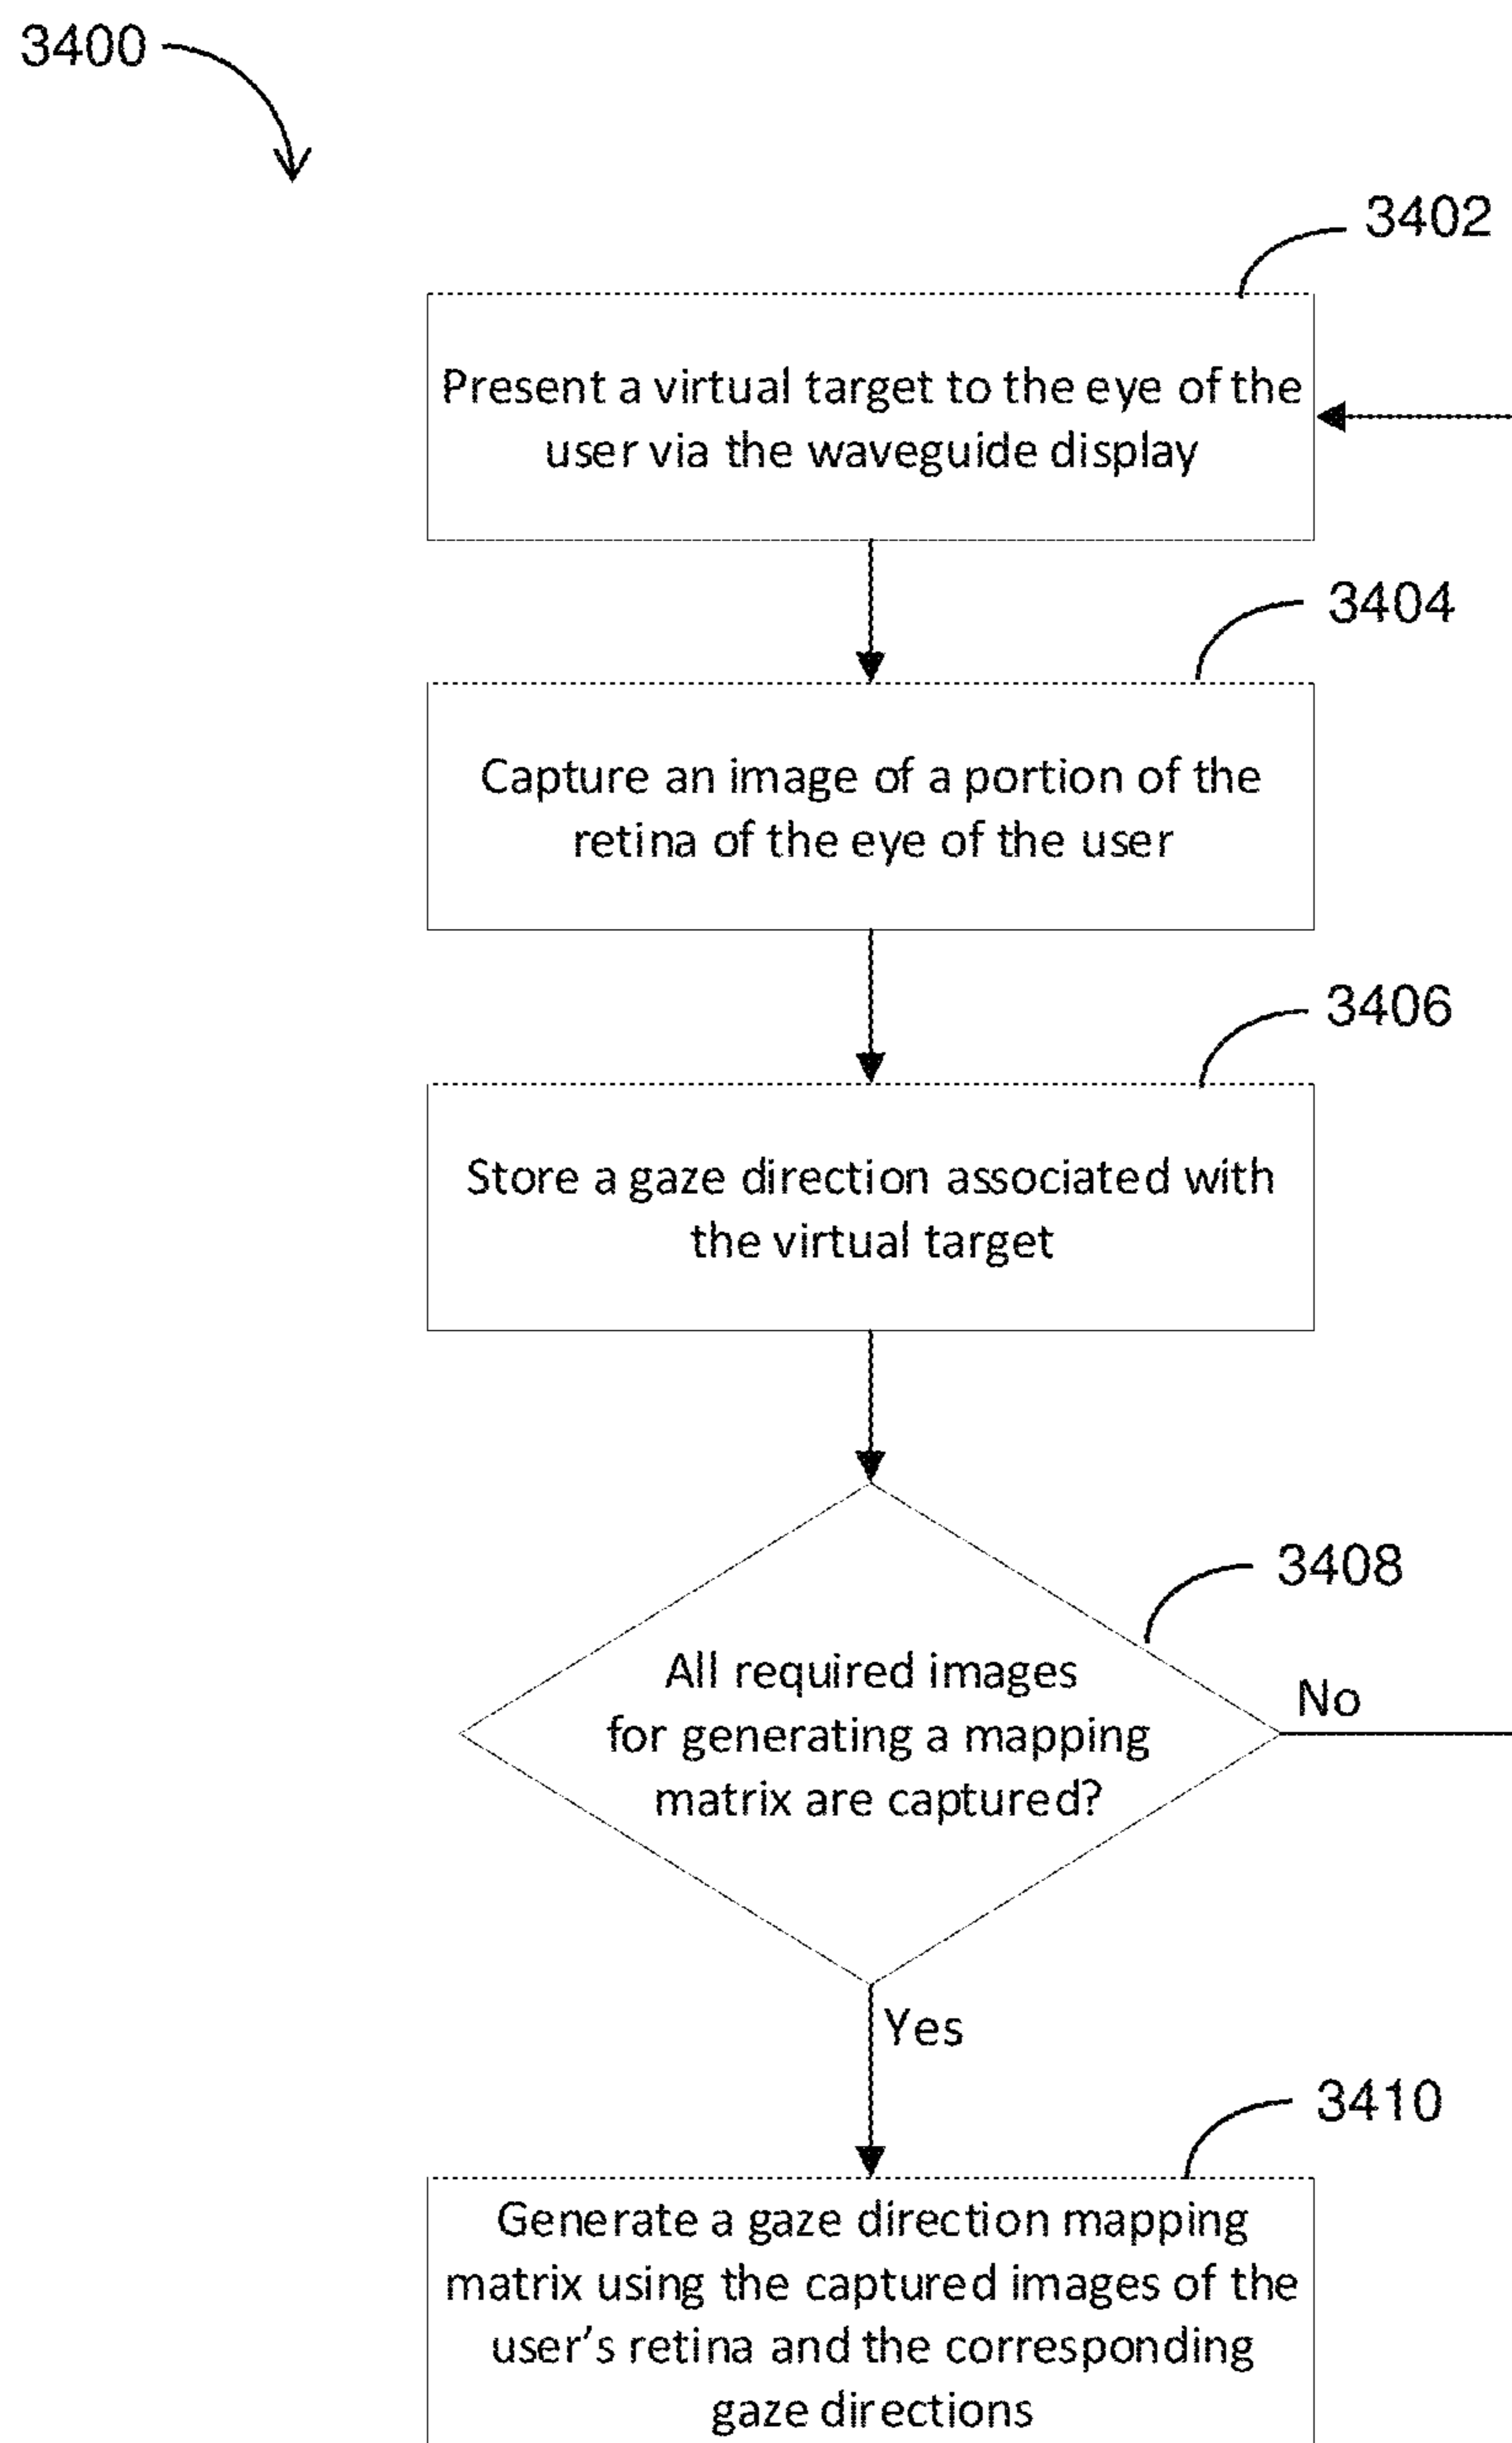 3400
3402
Present a virtual target to the eye of the
user via the waveguide display
3404
Capture an image of a portion of the
retina of the eye of the user
3406
Store a gaze direction associated with
the virtual target
3408
All required images
for generating a mapping
matrix are captured?
No
Yes
3410
Generate a gaze direction mapping
matrix using the captured images of the
user's retina and the corresponding
gaze directions